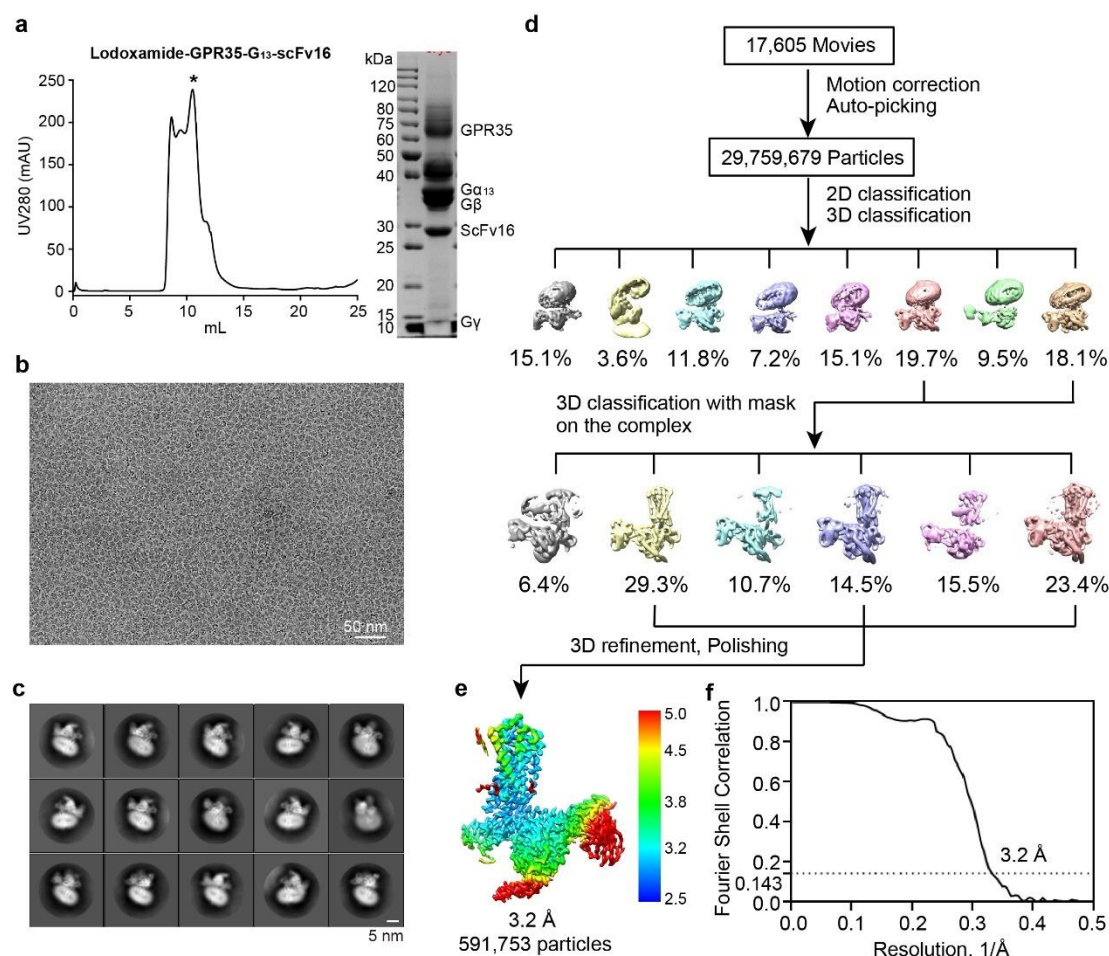 a
Lodoxamide-GPR35-G₁₃-scFv16
*
250
200
150
100
50
0
UV280 (mAU)
0 5 10 15 20 25
mL
kDa
120
80
75
65
50
40
30
25
20
15
10
GPR35
Gα₁₃
Gβ
ScFv16
Gγ
b
50 nm
c
5 nm
d
17,605 Movies
Motion correction
Auto-picking
29,759,679 Particles
2D classification
3D classification
15.1% 3.6% 11.8% 7.2% 15.1% 19.7% 9.5% 18.1%
3D classification with mask
on the complex
6.4% 29.3% 10.7% 14.5% 15.5% 23.4%
3D refinement, Polishing
e
5.0
4.5
3.8
3.2
2.5
3.2 Å
591,753 particles
f
Fourier Shell Correlation
1.0
0.8
0.6
0.4
0.2
0.143
0.0
3.2 Å
0.0 0.1 0.2 0.3 0.4 0.5
Resolution, 1/Å